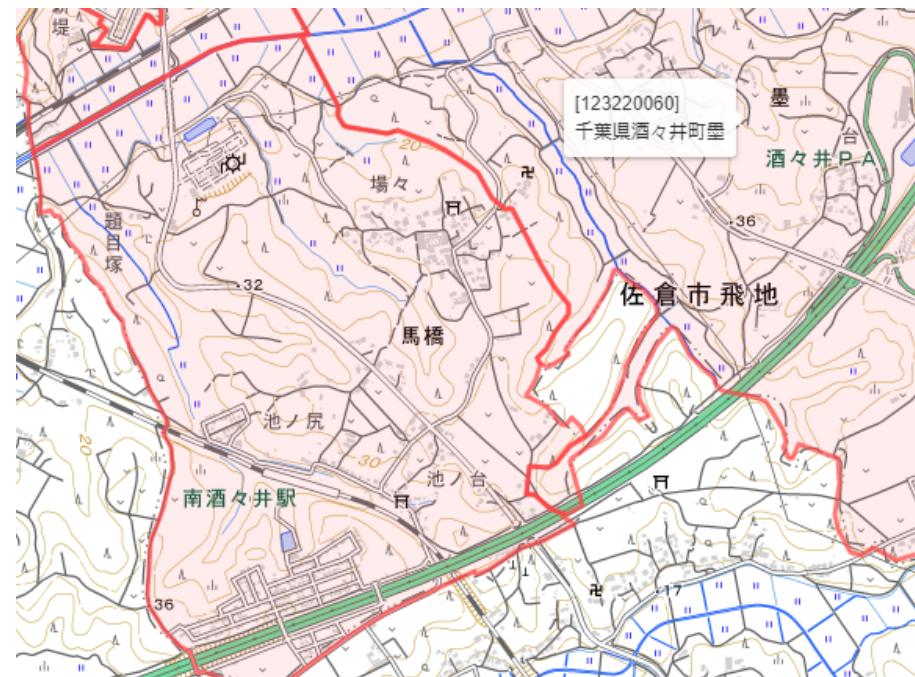 堤
[123220060]
千葉県酒々井町墨
墨
台
酒々井PA
20
場々
題目塚
36
佐倉市飛地
32
馬橋
池ノ尻
20
30
池ノ台
南酒々井駅
17
36